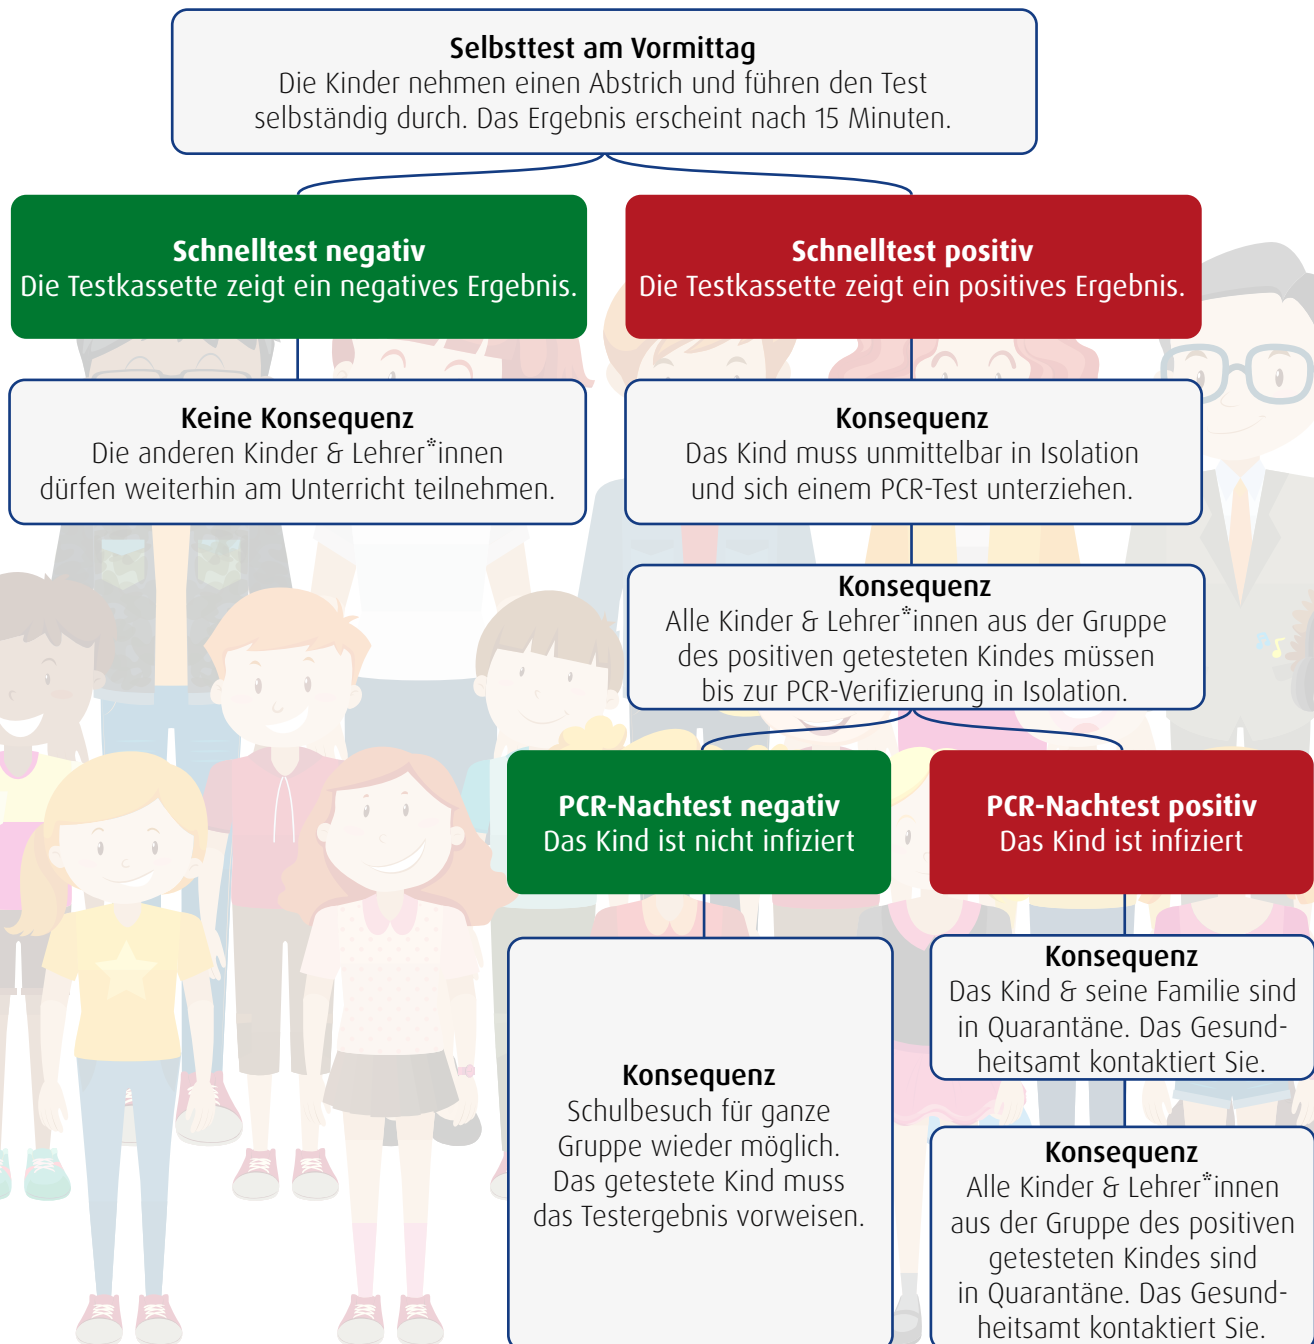 Selbsttest am Vormittag
Die Kinder nehmen einen Abstrich und führen den Test
selbständig durch. Das Ergebnis erscheint nach 15 Minuten.
Schnelltest negativ
Die Testkassette zeigt ein negatives Ergebnis.
Schnelltest positiv
Die Testkassette zeigt ein positives Ergebnis.
Keine Konsequenz
Die anderen Kinder & Lehrer*innen
dürfen weiterhin am Unterricht teilnehmen.
Konsequenz
Das Kind muss unmittelbar in Isolation
und sich einem PCR-Test unterziehen.
Konsequenz
Alle Kinder & Lehrer*innen aus der Gruppe
des positiven getesteten Kindes müssen
bis zur PCR-Verifizierung in Isolation.
PCR-Nachtest negativ
Das Kind ist nicht infiziert
PCR-Nachtest positiv
Das Kind ist infiziert
Konsequenz
Schulbesuch für ganze
Gruppe wieder möglich.
Das getestete Kind muss
das Testergebnis vorweisen.
Konsequenz
Das Kind & seine Familie sind
in Quarantäne. Das Gesund-
heitsamt kontaktiert Sie.
Konsequenz
Alle Kinder & Lehrer*innen
aus der Gruppe des positiven
getesteten Kindes sind
in Quarantäne. Das Gesund-
heitsamt kontaktiert Sie.